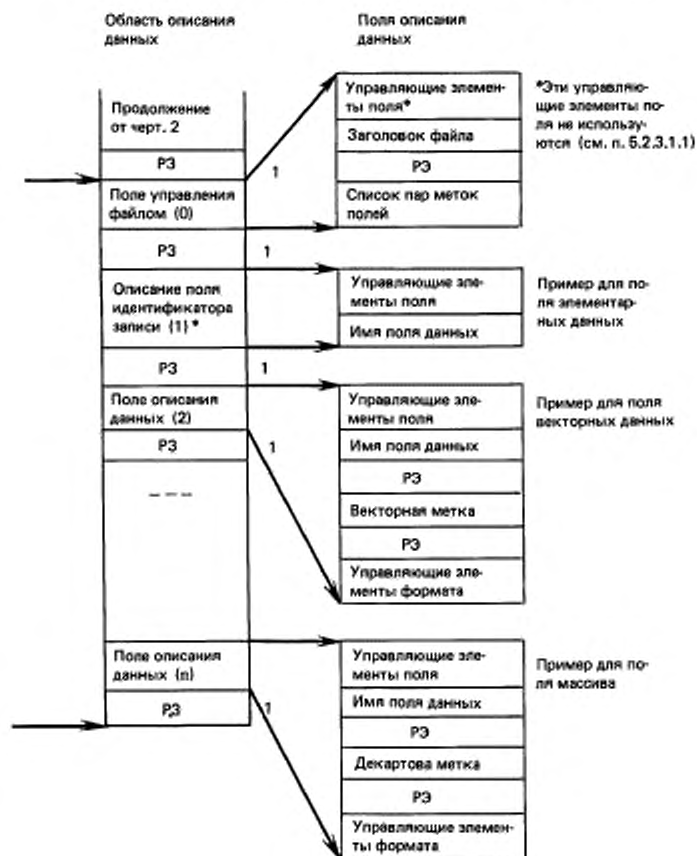 Область описания
данных
Поля описания
данных
Продолжение
от черт. 2
РЗ
Поле управления
файлом (0)
РЗ
Описание поля
идентификатора
записи (1)*
РЗ
Поле описания
данных (2)
РЗ
– – –
Поле описания
данных (n)
РЗ
1
Управляющие элемен-
ты поля*
Заголовок файла
РЭ
Список пар меток
полей
*Эти управляю-
щие элементы по-
ля не использу-
ются (см. п. 5.2.3.1.1)
1
Управляющие эле-
менты поля
Имя поля данных
Пример для по-
ля элементар-
ных данных
1
Управляющие эле-
менты поля
Имя поля данных
РЭ
Векторная метка
РЭ
Управляющие эле-
менты формата
Пример для поля
векторных данных
1
Управляющие эле-
менты поля
Имя поля данных
РЭ
Декартова метка
РЭ
Управляющие элемен-
ты формата
Пример для по-
ля массива
1